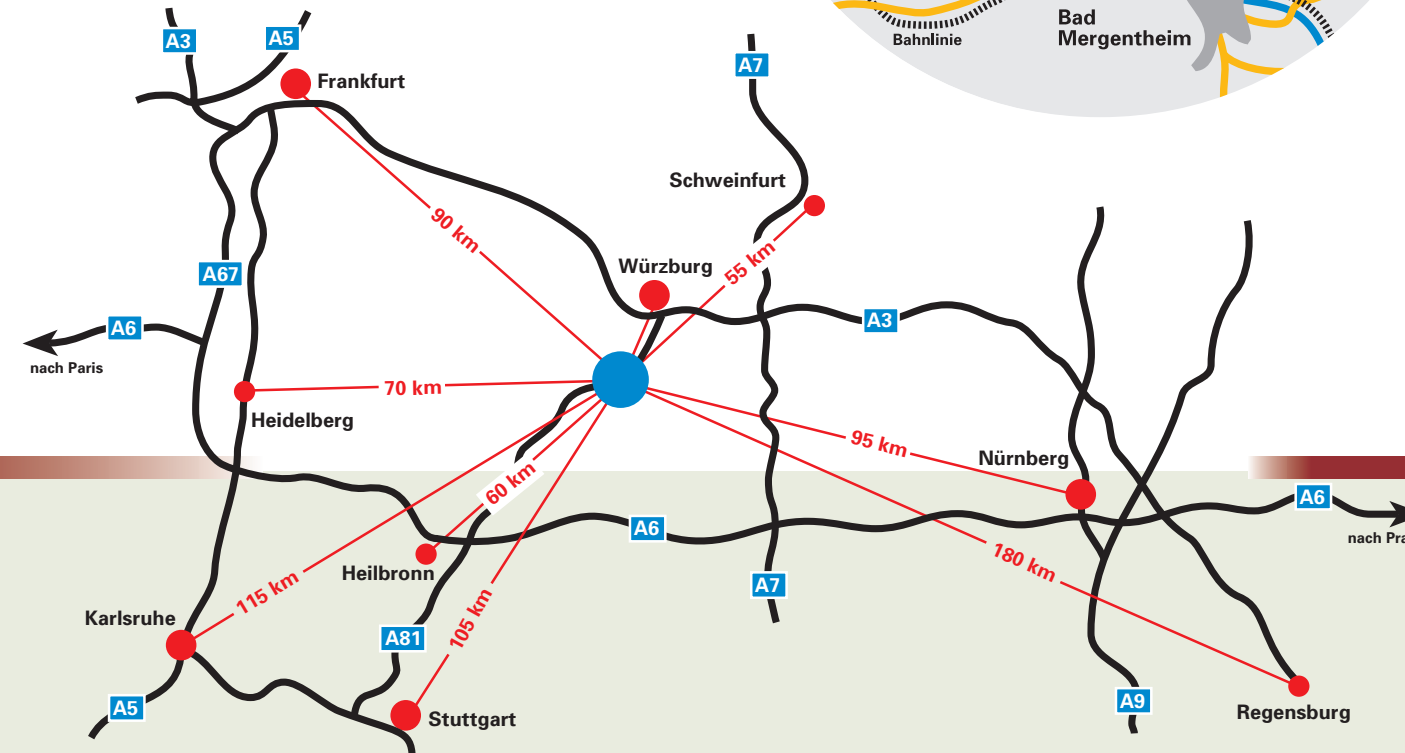 Bad
Mergentheim
Bahnlinie
A3
A5
Frankfurt
A7
Schweinfurt
90 km
55 km
Würzburg
A67
A6
A3
nach Paris
70 km
Heidelberg
95 km
Nürnberg
60 km
A6
A6
nach Pra
180 km
Heilbronn
115 km
105 km
A7
Karlsruhe
A81
A5
Stuttgart
A9
Regensburg